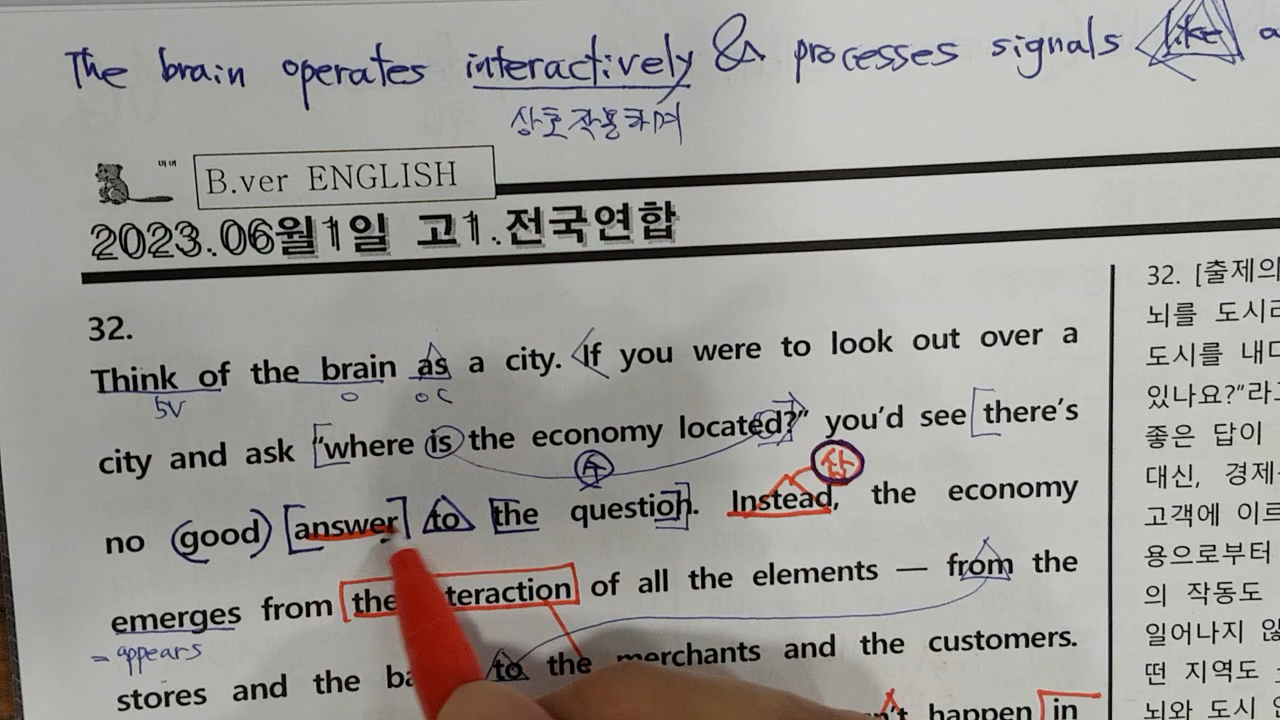 The brain operates interactively & processes signals like a
상호작용하며
B.ver ENGLISH
2023.06월1일 고1.전국연합
32.
Think of the brain as a city. If you were to look out over a
5V O OC
city and ask "where is the economy located?" you'd see there's
수
삽
no good answer to the question. Instead, the economy
emerges from the interaction of all the elements — from the
= appears
stores and the to the merchants and the customers.
happen in
32. [출제의
뇌를 도시
도시를 내다
있나요?"라고
좋은 답이
대신, 경제
고객에 이르
용으로부터
의 작동도
일어나지 않
떤 지역도
뇌와 도시